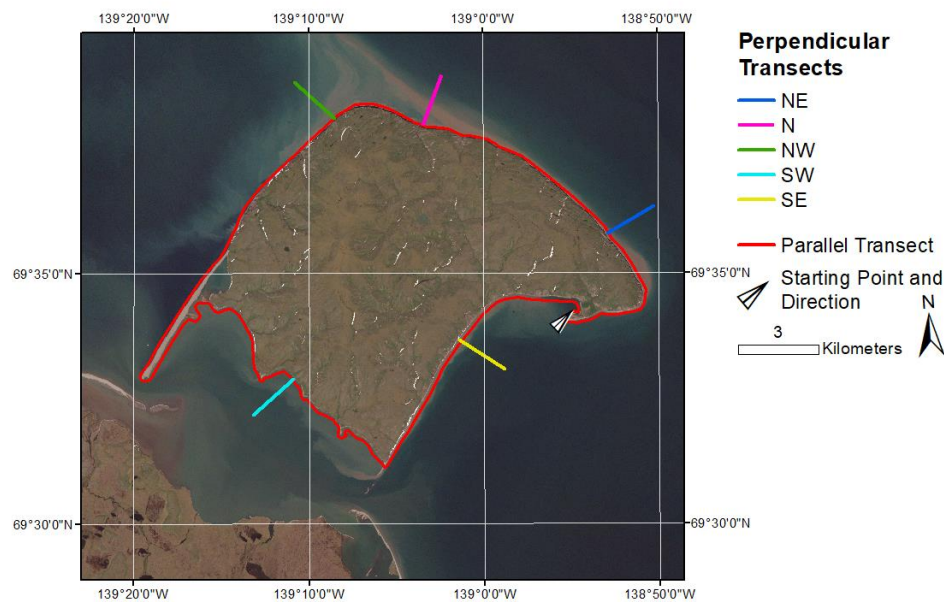 139°20'0"W 139°10'0"W 139°0'0"W 138°50'0"W
Perpendicular
Transects
NE
N
NW
SW
SE
Parallel Transect
Starting Point and
Direction
N
3
Kilometers
69°35'0"N 69°35'0"N
69°30'0"N 69°30'0"N
139°20'0"W 139°10'0"W 139°0'0"W 138°50'0"W